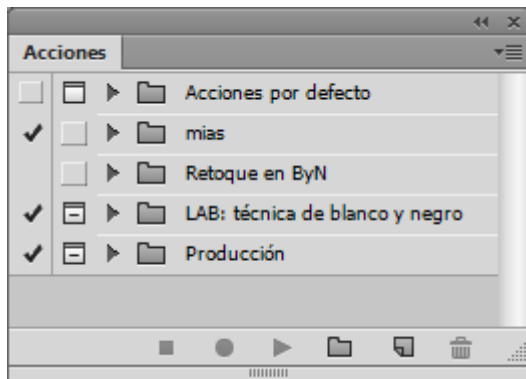 Acciones
Acciones por defecto
mias
Retoque en ByN
LAB: técnica de blanco y negro
Producción